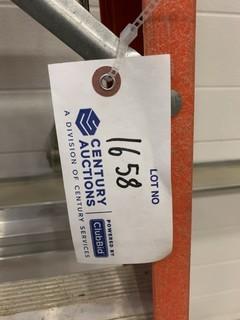 LOT NO
1658
CENTURY
AUCTIONS
A DIVISION OF CENTURY SERVICES
POWERED BY
ClubBid